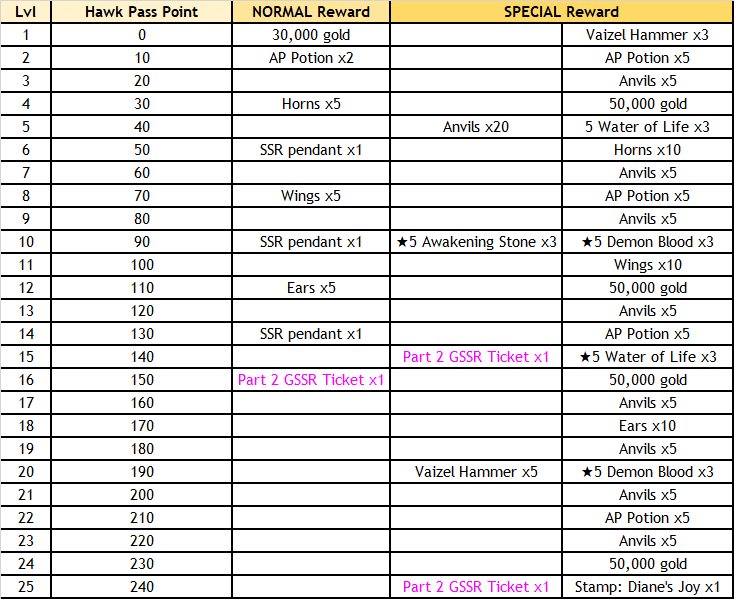 Lvl Hawk Pass Point NORMAL Reward SPECIAL Reward
1 0 30,000 gold Vaizel Hammer x3
2 10 AP Potion x2 AP Potion x5
3 20 Anvils x5
4 30 Horns x5 50,000 gold
5 40 Anvils x20 5 Water of Life x3
6 50 SSR pendant x1 Horns x10
7 60 Anvils x5
8 70 Wings x5 AP Potion x5
9 80 Anvils x5
10 90 SSR pendant x1 ★5 Awakening Stone x3 ★5 Demon Blood x3
11 100 Wings x10
12 110 Ears x5 50,000 gold
13 120 Anvils x5
14 130 SSR pendant x1 AP Potion x5
15 140 Part 2 GSSR Ticket x1 ★5 Water of Life x3
16 150 Part 2 GSSR Ticket x1 50,000 gold
17 160 Anvils x5
18 170 Ears x10
19 180 Anvils x5
20 190 Vaizel Hammer x5 ★5 Demon Blood x3
21 200 Anvils x5
22 210 AP Potion x5
23 220 Anvils x5
24 230 50,000 gold
25 240 Part 2 GSSR Ticket x1 Stamp: Diane's Joy x1